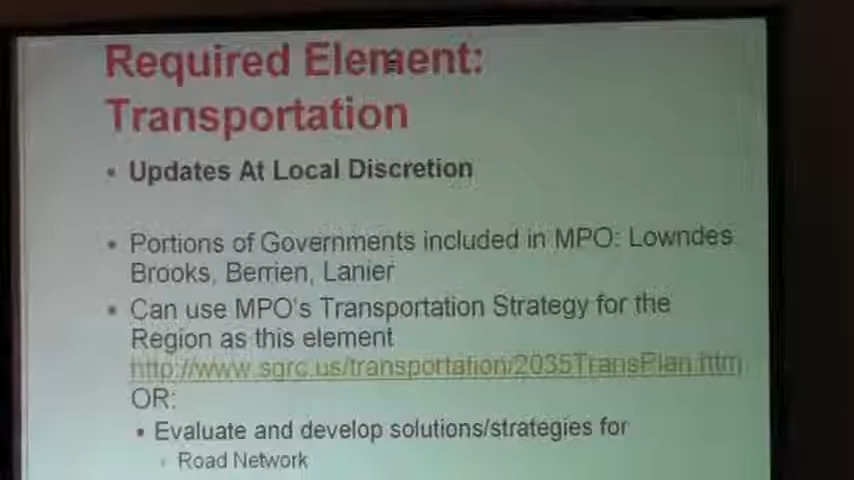 Required Element:
Transportation
• Updates At Local Discretion
• Portions of Governments included in MPO: Lowndes
Brooks, Berrien, Lanier
• Can use MPO's Transportation Strategy for the
Region as this element
http://www.sgrc.us/transportation/2035TransPlan.htm
OR:
• Evaluate and develop solutions/strategies for
◦ Road Network